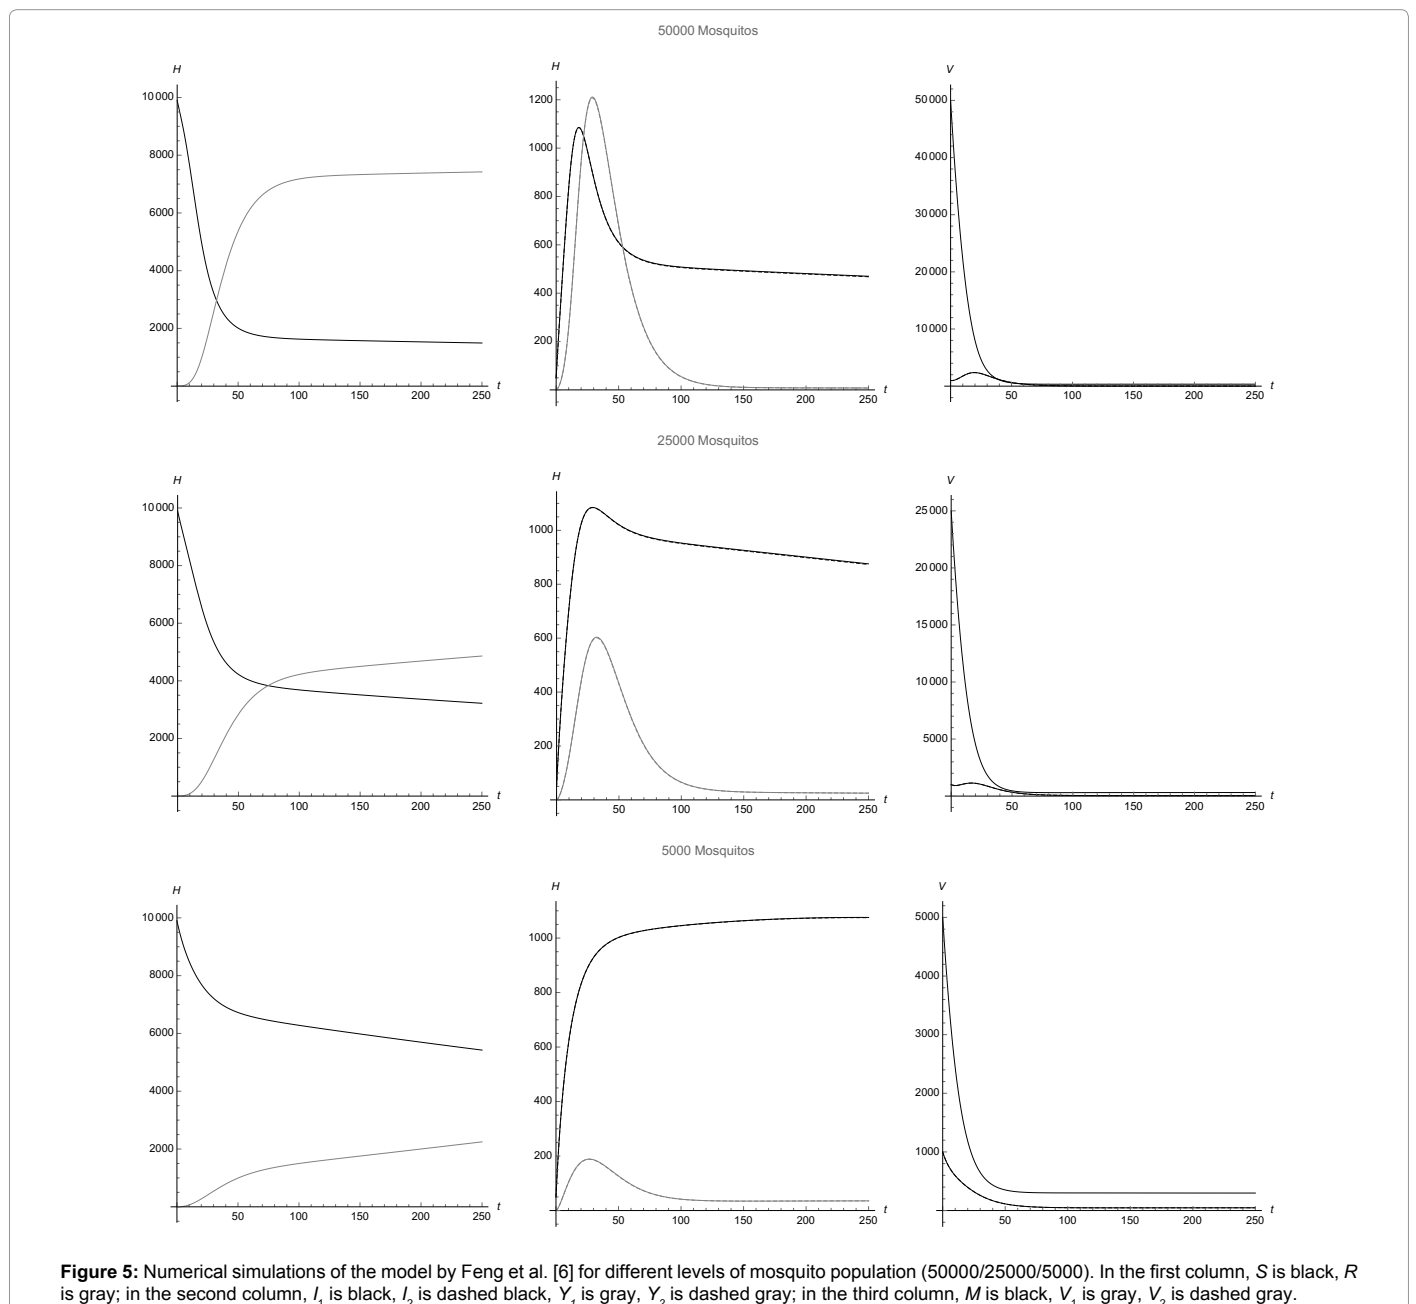 50000 Mosquitos
H
10000
8000
6000
4000
2000
50 100 150 200 250 t
H
1200
1000
800
600
400
200
50 100 150 200 250 t
V
50000
40000
30000
20000
10000
50 100 150 200 250 t
25000 Mosquitos
H
10000
8000
6000
4000
2000
50 100 150 200 250 t
H
1000
800
600
400
200
50 100 150 200 250 t
V
25000
20000
15000
10000
5000
50 100 150 200 250 t
5000 Mosquitos
H
10000
8000
6000
4000
2000
50 100 150 200 250 t
H
1000
800
600
400
200
50 100 150 200 250 t
V
5000
4000
3000
2000
1000
50 100 150 200 250 t
Figure 5: Numerical simulations of the model by Feng et al. [6] for different levels of mosquito population (50000/25000/5000). In the first column, S is black, R
is gray; in the second column, I1 is black, I2 is dashed black, Y1 is gray, Y2 is dashed gray; in the third column, M is black, V1 is gray, V2 is dashed gray.